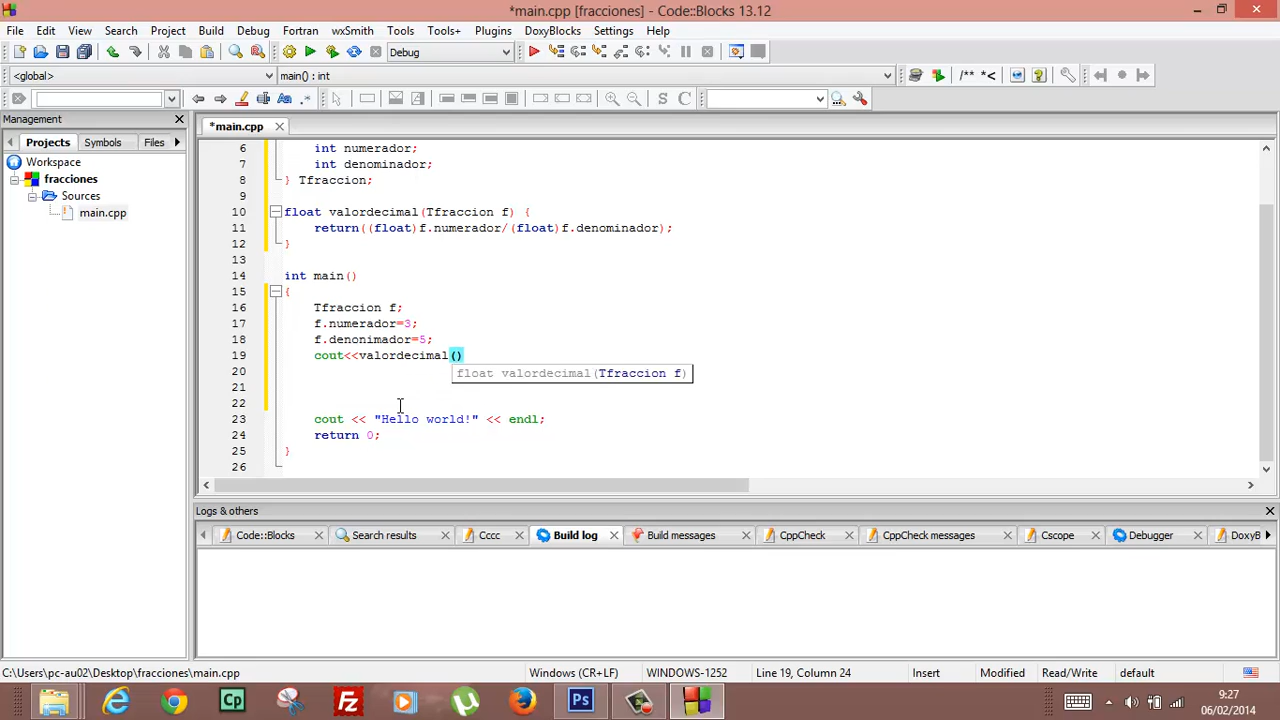 *main.cpp [fracciones] - Code::Blocks 13.12
File Edit View Search Project Build Debug Fortran wxSmith Tools Tools+ Plugins DoxyBlocks Settings Help
Debug
<global> main() : int /** *<
S C
Management
Projects Symbols Files
Workspace
fracciones
Sources
main.cpp
*main.cpp
6 int numerador;
7 int denominador;
8 } Tfraccion;
9
10 float valordecimal(Tfraccion f) {
11 return((float)f.numerador/(float)f.denominador);
12 }
13
14 int main()
15 {
16 Tfraccion f;
17 f.numerador=3;
18 f.denonimador=5;
19 cout<<valordecimal()
float valordecimal(Tfraccion f)
20
21
22
23 cout << "Hello world!" << endl;
24 return 0;
25 }
26
Logs & others
Code::Blocks Search results Cccc Build log Build messages CppCheck CppCheck messages Cscope Debugger DoxyB
C:\Users\pc-au02\Desktop\fracciones\main.cpp Windows (CR+LF) WINDOWS-1252 Line 19, Column 24 Insert Modified Read/Write default
Cp FZ µ Ps
9:27
06/02/2014